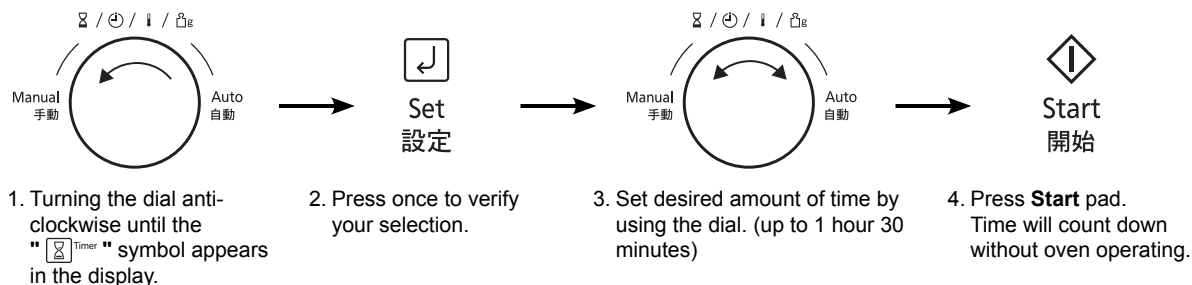 ⌛ / 🕘 / 🌡 / g
Manual
手動
Auto
自動
Set
設定
⌛ / 🕘 / 🌡 / g
Manual
手動
Auto
自動
Start
開始
1. Turning the dial anti-
clockwise until the
" Timer " symbol appears
in the display.
2. Press once to verify
your selection.
3. Set desired amount of time by
using the dial. (up to 1 hour 30
minutes)
4. Press Start pad.
Time will count down
without oven operating.